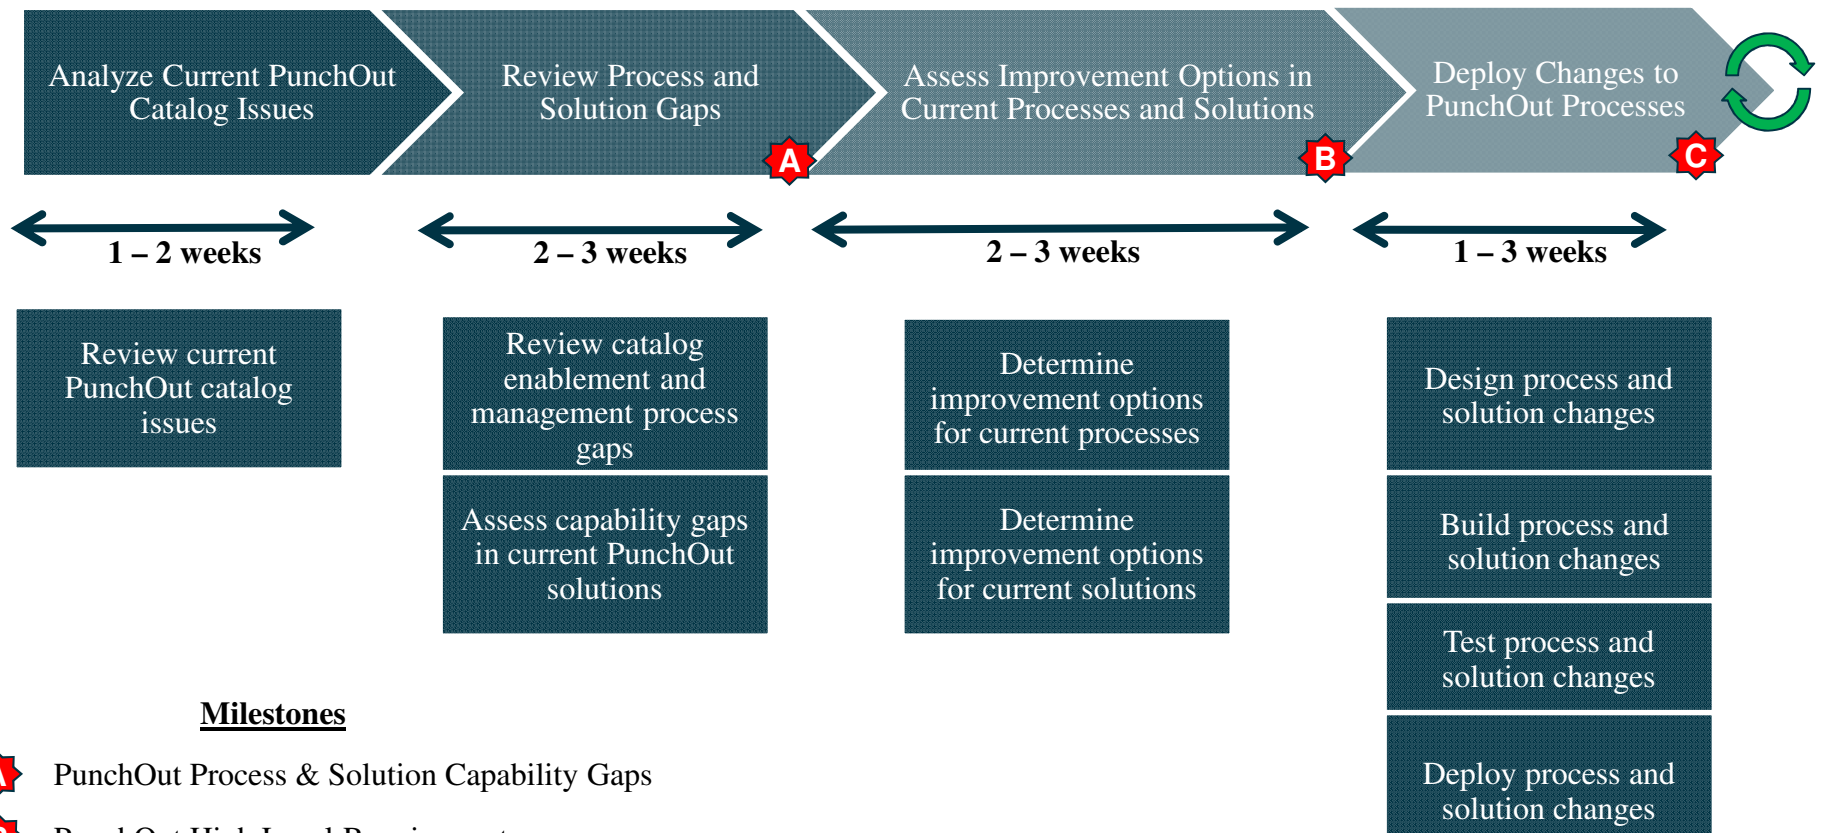 Analyze Current PunchOut
Catalog Issues
Review Process and
Solution Gaps
Assess Improvement Options in
Current Processes and Solutions
Deploy Changes to
PunchOut Processes
A
B
C
1 – 2 weeks
2 – 3 weeks
2 – 3 weeks
1 – 3 weeks
Review current
PunchOut catalog
issues
Review catalog
enablement and
management process
gaps
Assess capability gaps
in current PunchOut
solutions
Determine
improvement options
for current processes
Determine
improvement options
for current solutions
Design process and
solution changes
Build process and
solution changes
Test process and
solution changes
Deploy process and
solution changes
Milestones
A PunchOut Process & Solution Capability Gaps